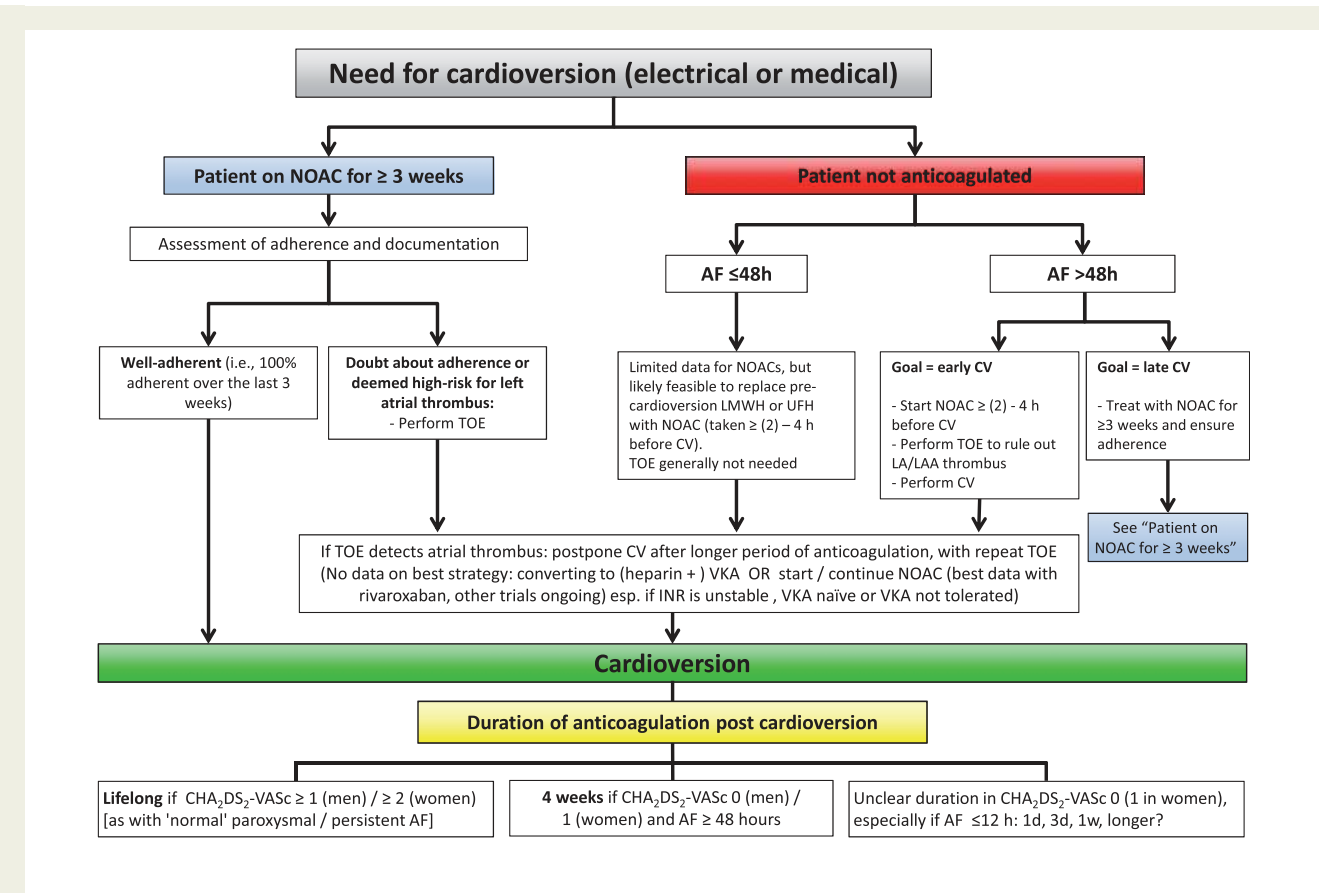 Need for cardioversion (electrical or medical)
Patient on NOAC for ≥ 3 weeks
Patient not anticoagulated
Assessment of adherence and documentation
AF ≤48h
AF >48h
Well-adherent (i.e., 100%
adherent over the last 3
weeks)
Doubt about adherence or
deemed high-risk for left
atrial thrombus:
- Perform TOE
Limited data for NOACs, but
likely feasible to replace pre-
cardioversion LMWH or UFH
with NOAC (taken ≥ (2) – 4 h
before CV).
TOE generally not needed
Goal = early CV
- Start NOAC ≥ (2) - 4 h
before CV
- Perform TOE to rule out
LA/LAA thrombus
- Perform CV
Goal = late CV
- Treat with NOAC for
≥3 weeks and ensure
adherence
See “Patient on
NOAC for ≥ 3 weeks”
If TOE detects atrial thrombus: postpone CV after longer period of anticoagulation, with repeat TOE
(No data on best strategy: converting to (heparin + ) VKA OR start / continue NOAC (best data with
rivaroxaban, other trials ongoing) esp. if INR is unstable , VKA naïve or VKA not tolerated)
Cardioversion
Duration of anticoagulation post cardioversion
Lifelong if CHA₂DS₂-VASc ≥ 1 (men) / ≥ 2 (women)
[as with 'normal' paroxysmal / persistent AF]
4 weeks if CHA₂DS₂-VASc 0 (men) /
1 (women) and AF ≥ 48 hours
Unclear duration in CHA₂DS₂-VASc 0 (1 in women),
especially if AF ≤12 h: 1d, 3d, 1w, longer?